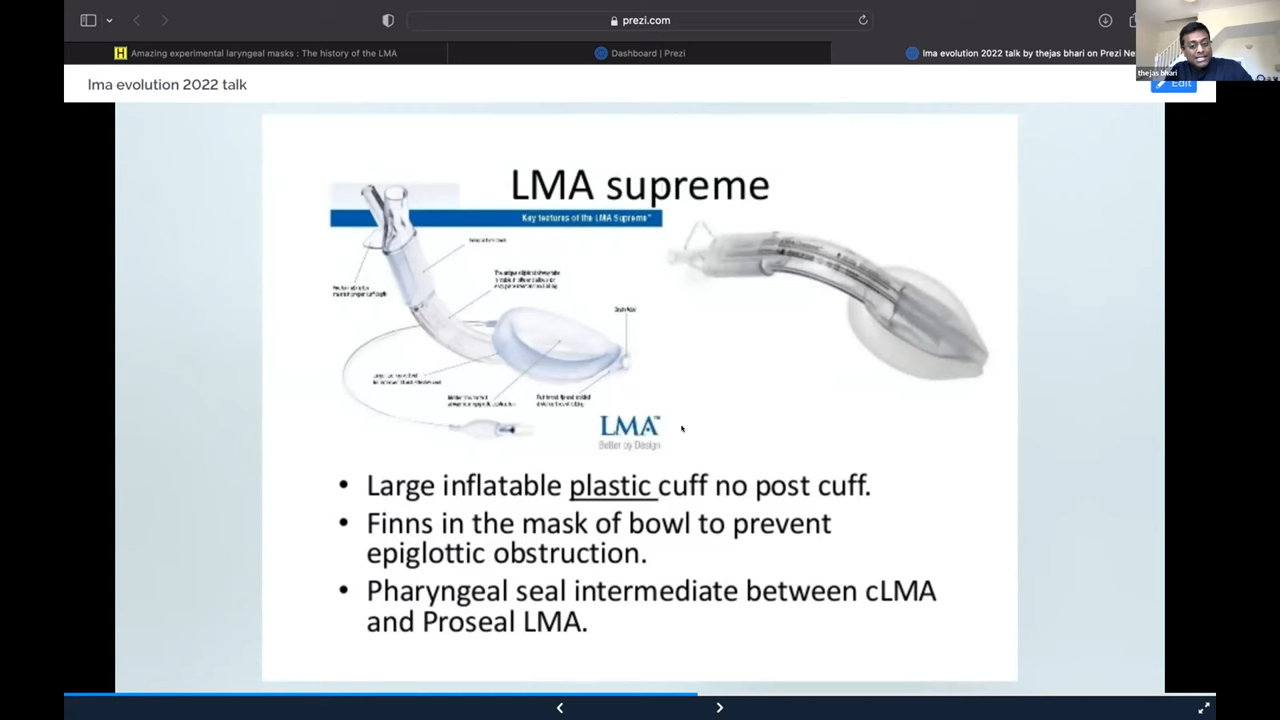 prezi.com
Amazing experimental laryngeal masks : The history of the LMA
Dashboard | Prezi
lma evolution 2022 talk by thejas bhari on Prezi Ne
thejas bhari
lma evolution 2022 talk
Edit
LMA supreme
Key features of the LMA Supreme™
LMA™
Better by Design
• Large inflatable plastic cuff no post cuff.
• Finns in the mask of bowl to prevent
epiglottic obstruction.
• Pharyngeal seal intermediate between cLMA
and Proseal LMA.